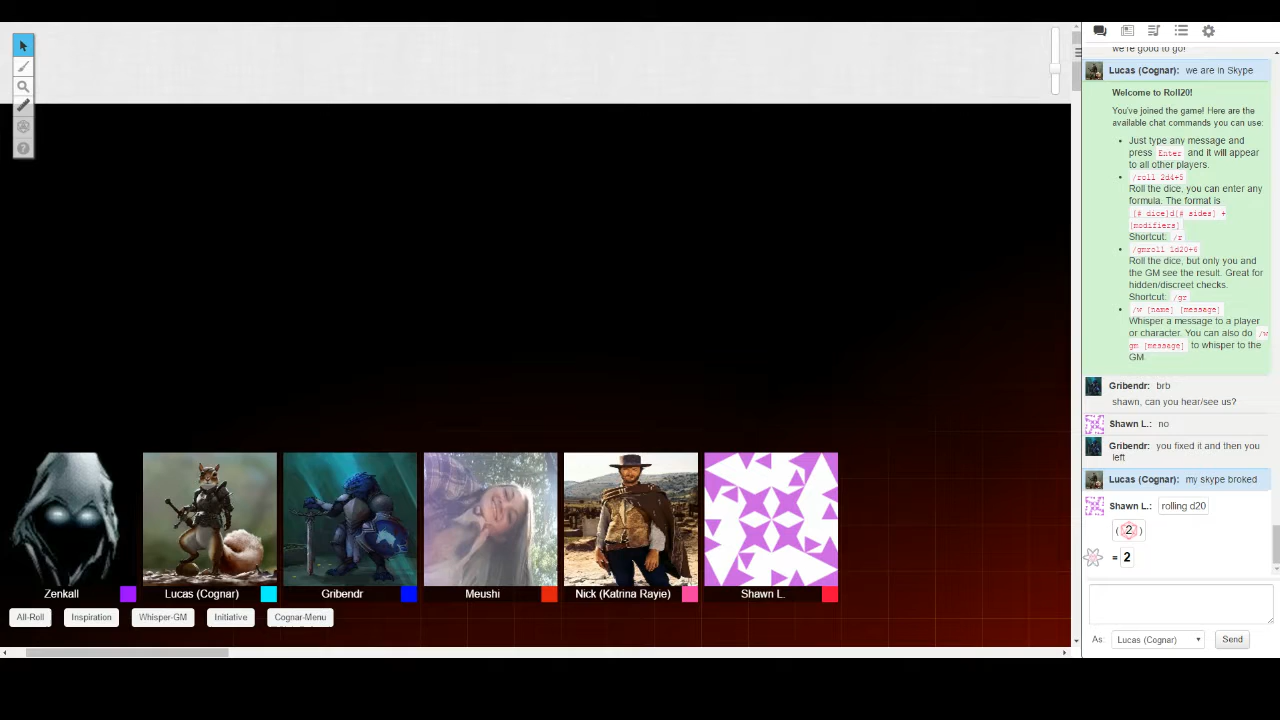 we're good to go!
Lucas (Cognar): we are in Skype
Welcome to Roll20!
You've joined the game! Here are the
available chat commands you can use:
Just type any message and
press Enter and it will appear
to all other players.
/roll 2d4+5
Roll the dice, you can enter any
formula. The format is
[# dice]d[# sides] +
[modifiers]
Shortcut: /r
/gmroll 1d20+6
Roll the dice, but only you and
the GM see the result. Great for
hidden/discreet checks.
Shortcut: /gr
/w [name] [message]
Whisper a message to a player
or character. You can also do /w
gm [message] to whisper to the
GM
Gribendr: brb
shawn, can you hear/see us?
Shawn L.: no
Gribendr: you fixed it and then you
left
Lucas (Cognar): my skype broked
Shawn L.: rolling d20
(2)
= 2
As: Lucas (Cognar) Send
Zenkall
Lucas (Cognar)
Gribendr
Meushi
Nick (Katrina Rayie)
Shawn L.
All-Roll
Inspiration
Whisper-GM
Initiative
Cognar-Menu